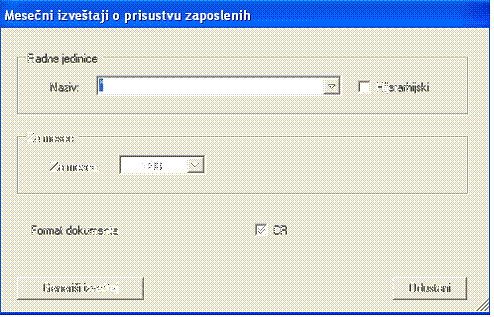 Mesečni izveštaji o prisustvu zaposlenih
Radne jedinice
Naziv: Hijerarhijski
Za mesec
Za mesec:
Format dokumenta CR
Generiši izveštaj Odustani